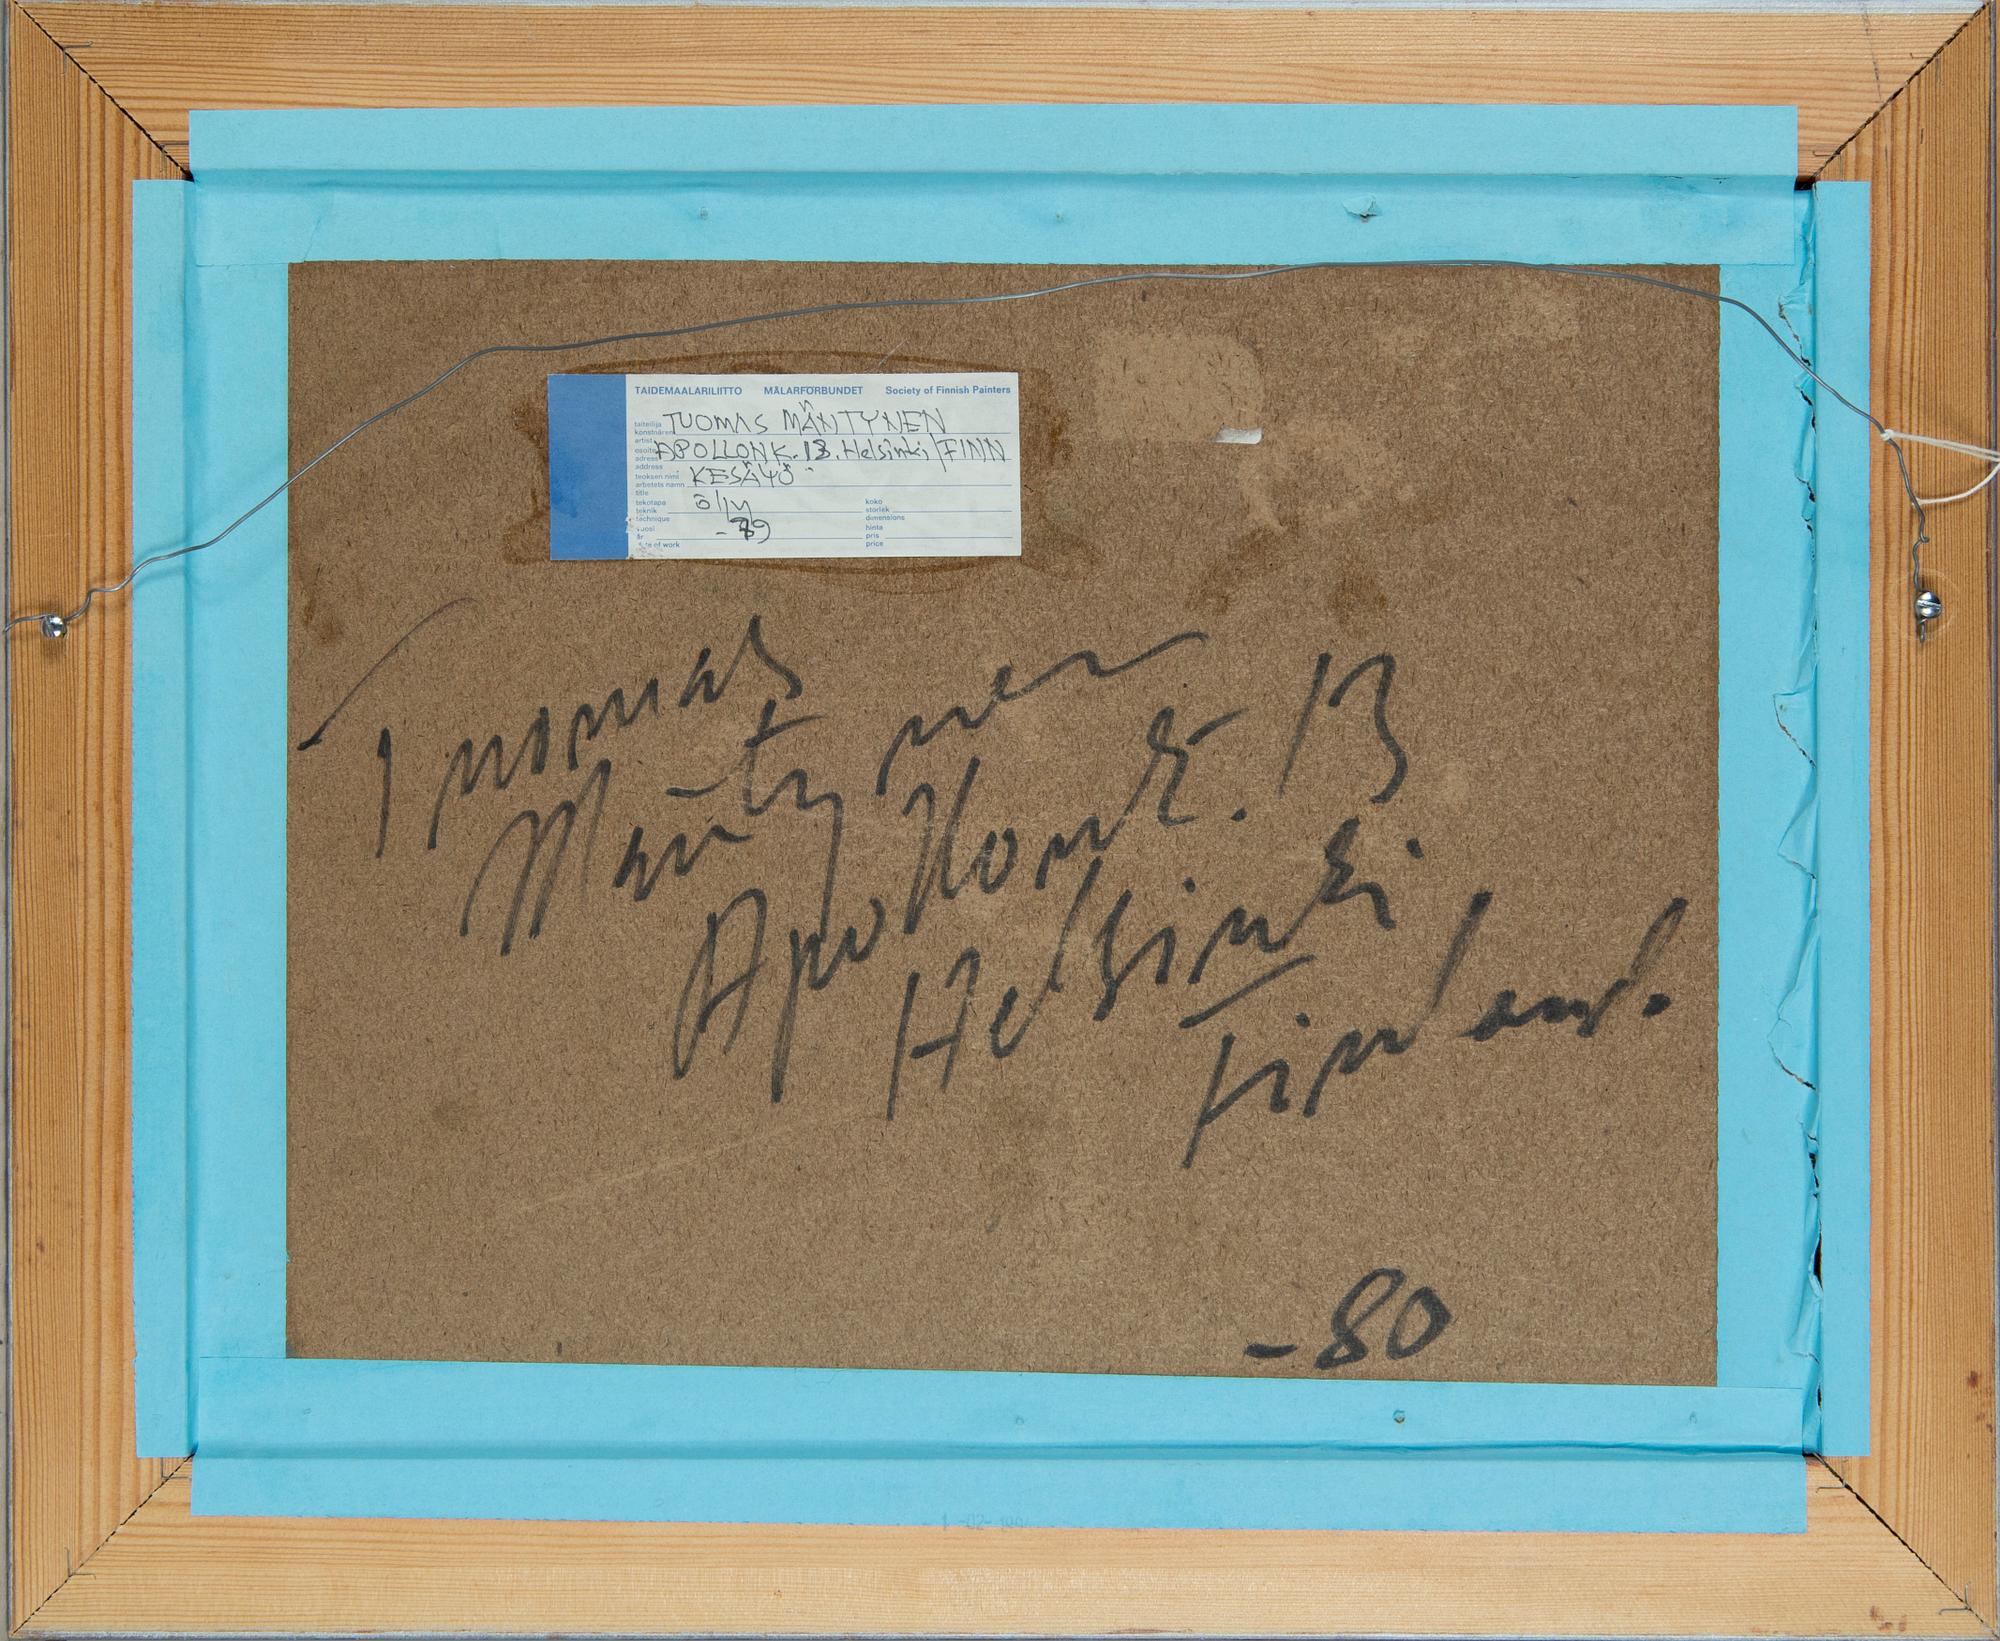 TAIDEMAALARILIITTO MÅLARFÖRBUNDET Society of Finnish Painters
taiteilija
konstnären
artist
TUOMAS MÄNTYNEN
osoite
adress
address
APOLLONK. 13. Helsinki / FINN
teoksen nimi
arbetets namn
title
KESÄYÖ
tekotapa
teknik
technique
öljy
koko
storlek
dimensions
vuosi
år
of work
-79
hinta
pris
price
Tuomas
Mäntynen
Apollonk. 13
Helsinki
Finland.
-80